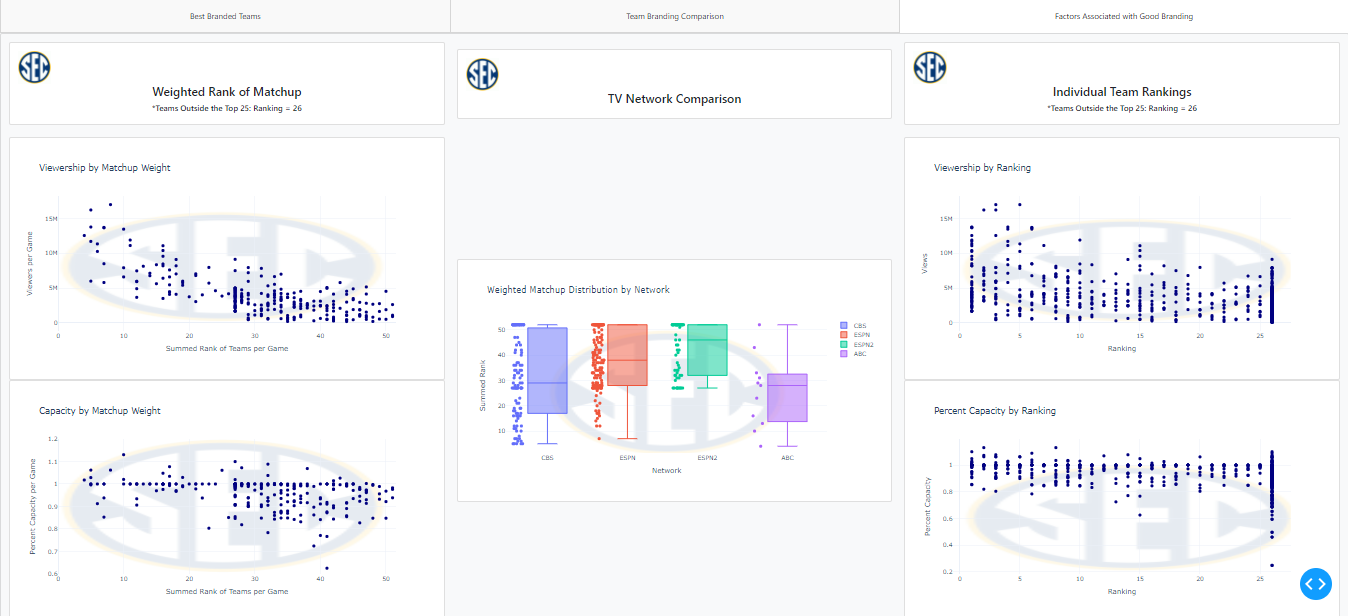 Best Branded Teams
Team Branding Comparison
Factors Associated with Good Branding
SEC
Weighted Rank of Matchup
*Teams Outside the Top 25: Ranking = 26
SEC
TV Network Comparison
SEC
Individual Team Rankings
*Teams Outside the Top 25: Ranking = 26
Viewership by Matchup Weight
SEC
Viewers per Game
15M
10M
5M
0
0 10 20 30 40 50
Summed Rank of Teams per Game
Capacity by Matchup Weight
SEC
Percent Capacity per Game
1.2
1.1
1
0.9
0.8
0.7
0.6
0 10 20 30 40 50
Summed Rank of Teams per Game
Weighted Matchup Distribution by Network
SEC
Summed Rank
50
40
30
20
10
CBS ESPN ESPN2 ABC
Network
CBS
ESPN
ESPN2
ABC
Viewership by Ranking
SEC
Views
15M
10M
5M
0
0 5 10 15 20 25
Ranking
Percent Capacity by Ranking
SEC
Percent Capacity
1
0.8
0.6
0.4
0.2
0 5 10 15 20 25
Ranking